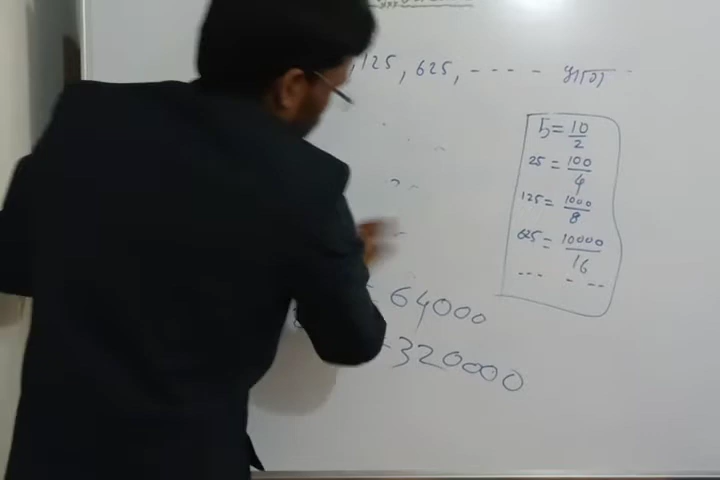 , 125, 625, - - - -
5 = 10/2
25 = 100/4
125 = 1000/8
625 = 10000/16
--- - --
= 64000
= 320000